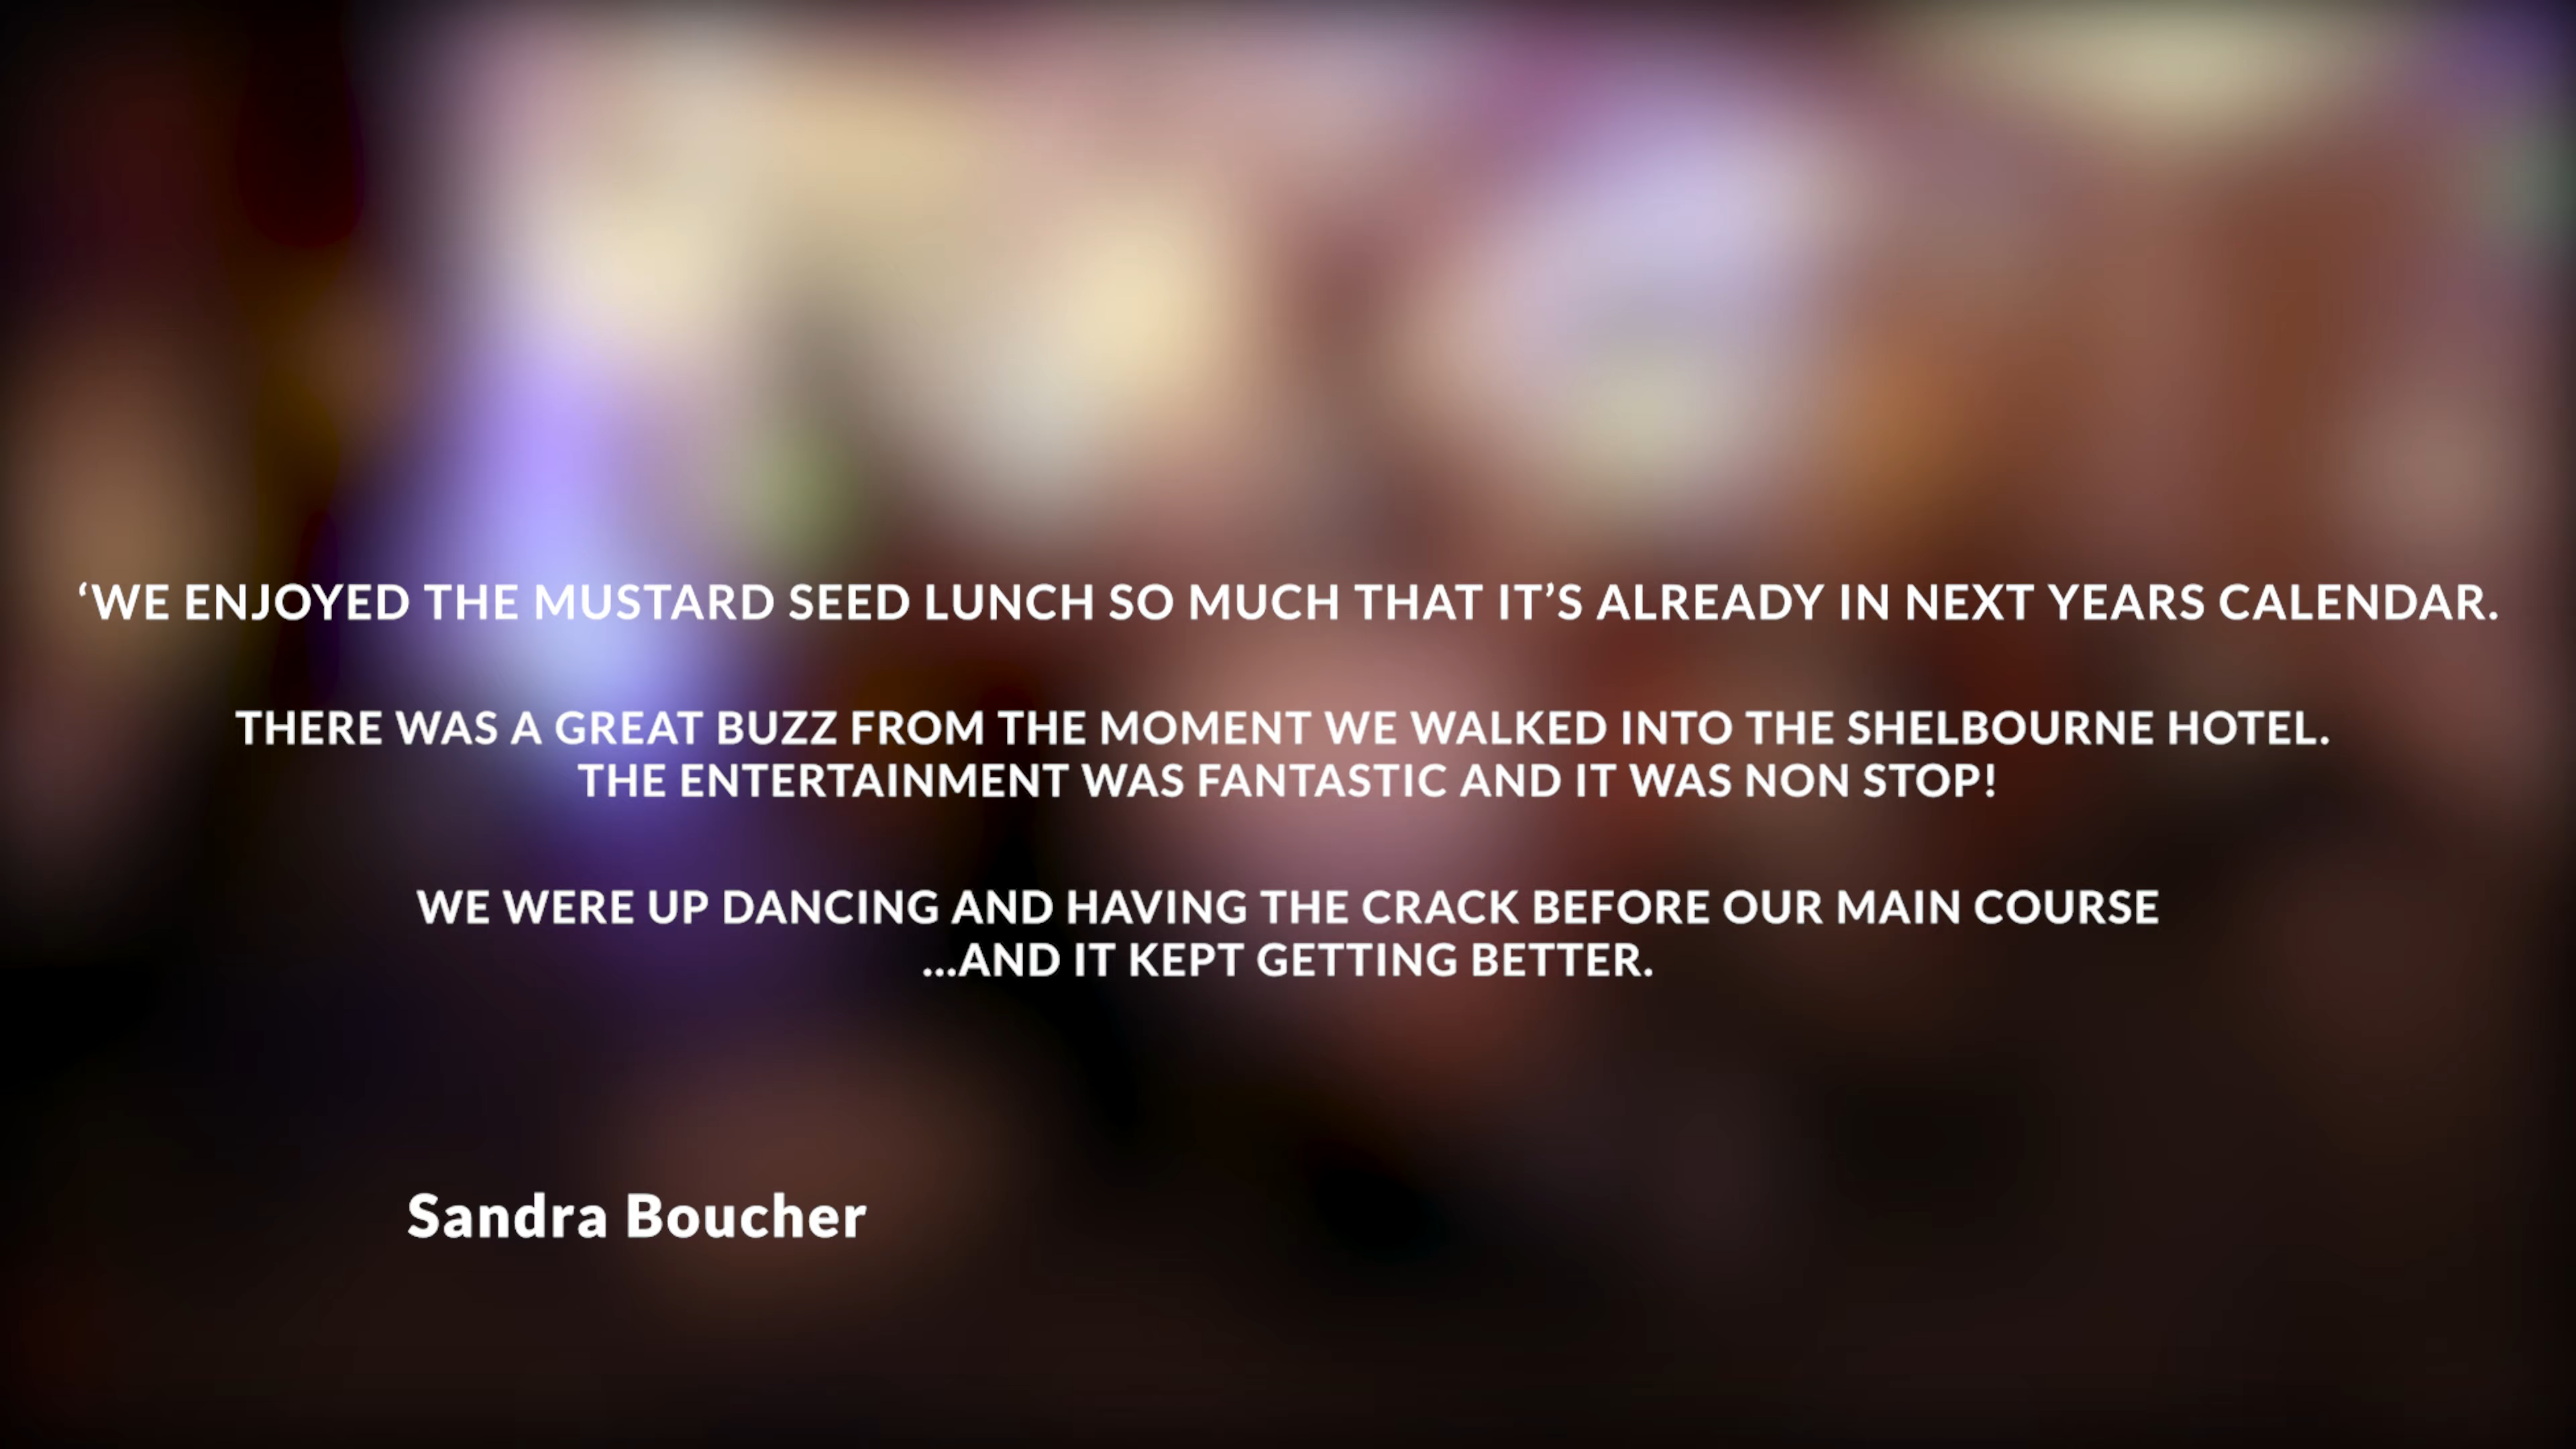 ‘WE ENJOYED THE MUSTARD SEED LUNCH SO MUCH THAT IT’S ALREADY IN NEXT YEARS CALENDAR.
THERE WAS A GREAT BUZZ FROM THE MOMENT WE WALKED INTO THE SHELBOURNE HOTEL.
THE ENTERTAINMENT WAS FANTASTIC AND IT WAS NON STOP!
WE WERE UP DANCING AND HAVING THE CRACK BEFORE OUR MAIN COURSE
...AND IT KEPT GETTING BETTER.
Sandra Boucher